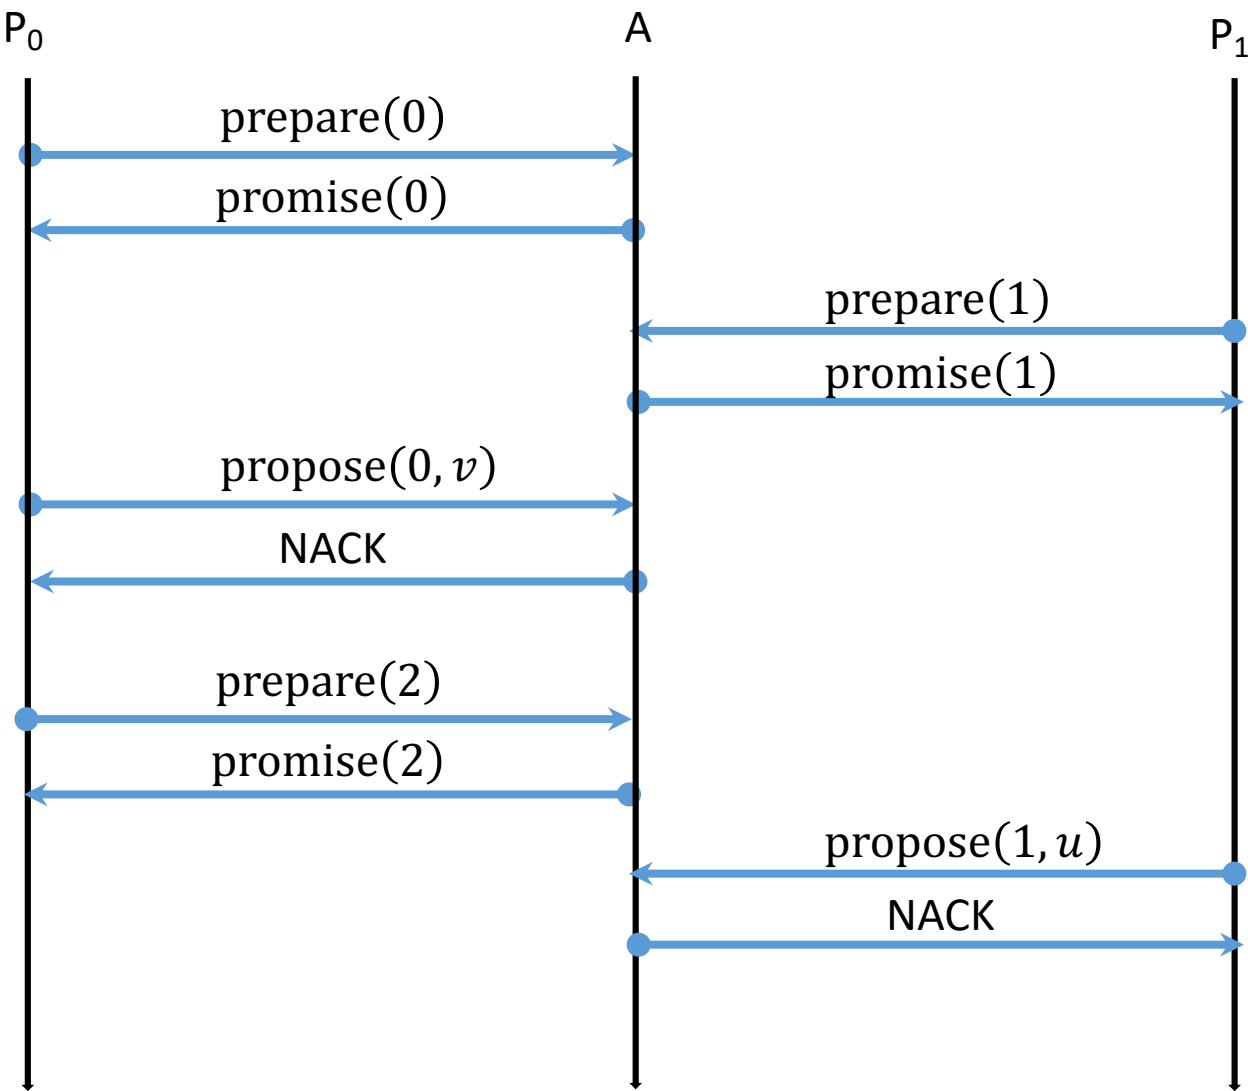 P₀
A
P₁
prepare(0)
promise(0)
prepare(1)
promise(1)
propose(0, v)
NACK
prepare(2)
promise(2)
propose(1, u)
NACK